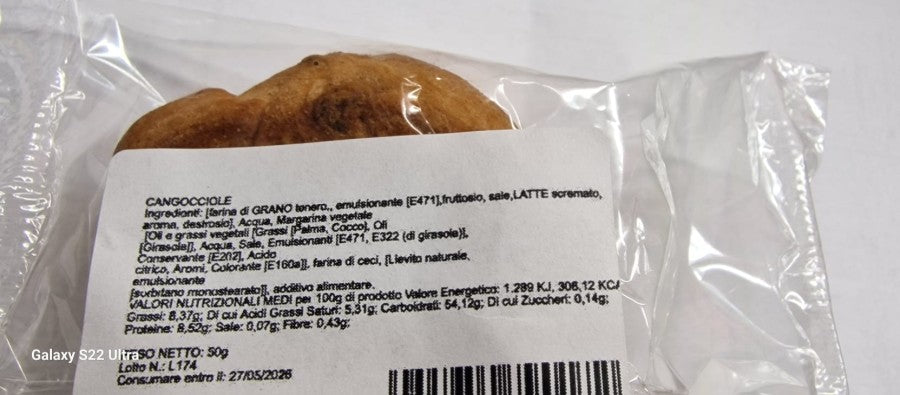 CANGOCCIOLE
Ingredienti: [farina di GRANO tenero,, emulsionante [E471],fruttosio, sale,LATTE scremato,
aroma, destrosio], Acqua, Margarina vegetale
[Oli e grassi vegetali [Grassi [Palma, Cocco], Oli
[Girasole]], Acqua, Sale, Emulsionanti [E471, E322 (di girasole)],
Conservante [E202], Acido
citrico, Aromi, Colorante [E160a]], farina di ceci, [Lievito naturale,
emulsionante
[sorbitano monostearato]], additivo alimentare.
VALORI NUTRIZIONALI MEDI per 100g di prodotto Valore Energetico: 1.289 KJ, 306,12 KCA
Grassi: 8,37g; Di cui Acidi Grassi Saturi: 5,31g; Carboidrati: 54,12g; Di cui Zuccheri: 0,14g;
Proteine: 8,52g; Sale: 0,07g; Fibre: 0,43g;
PESO NETTO: 50g
Lotto N.: L174
Consumare entro il: 27/05/2026
Galaxy S22 Ultra